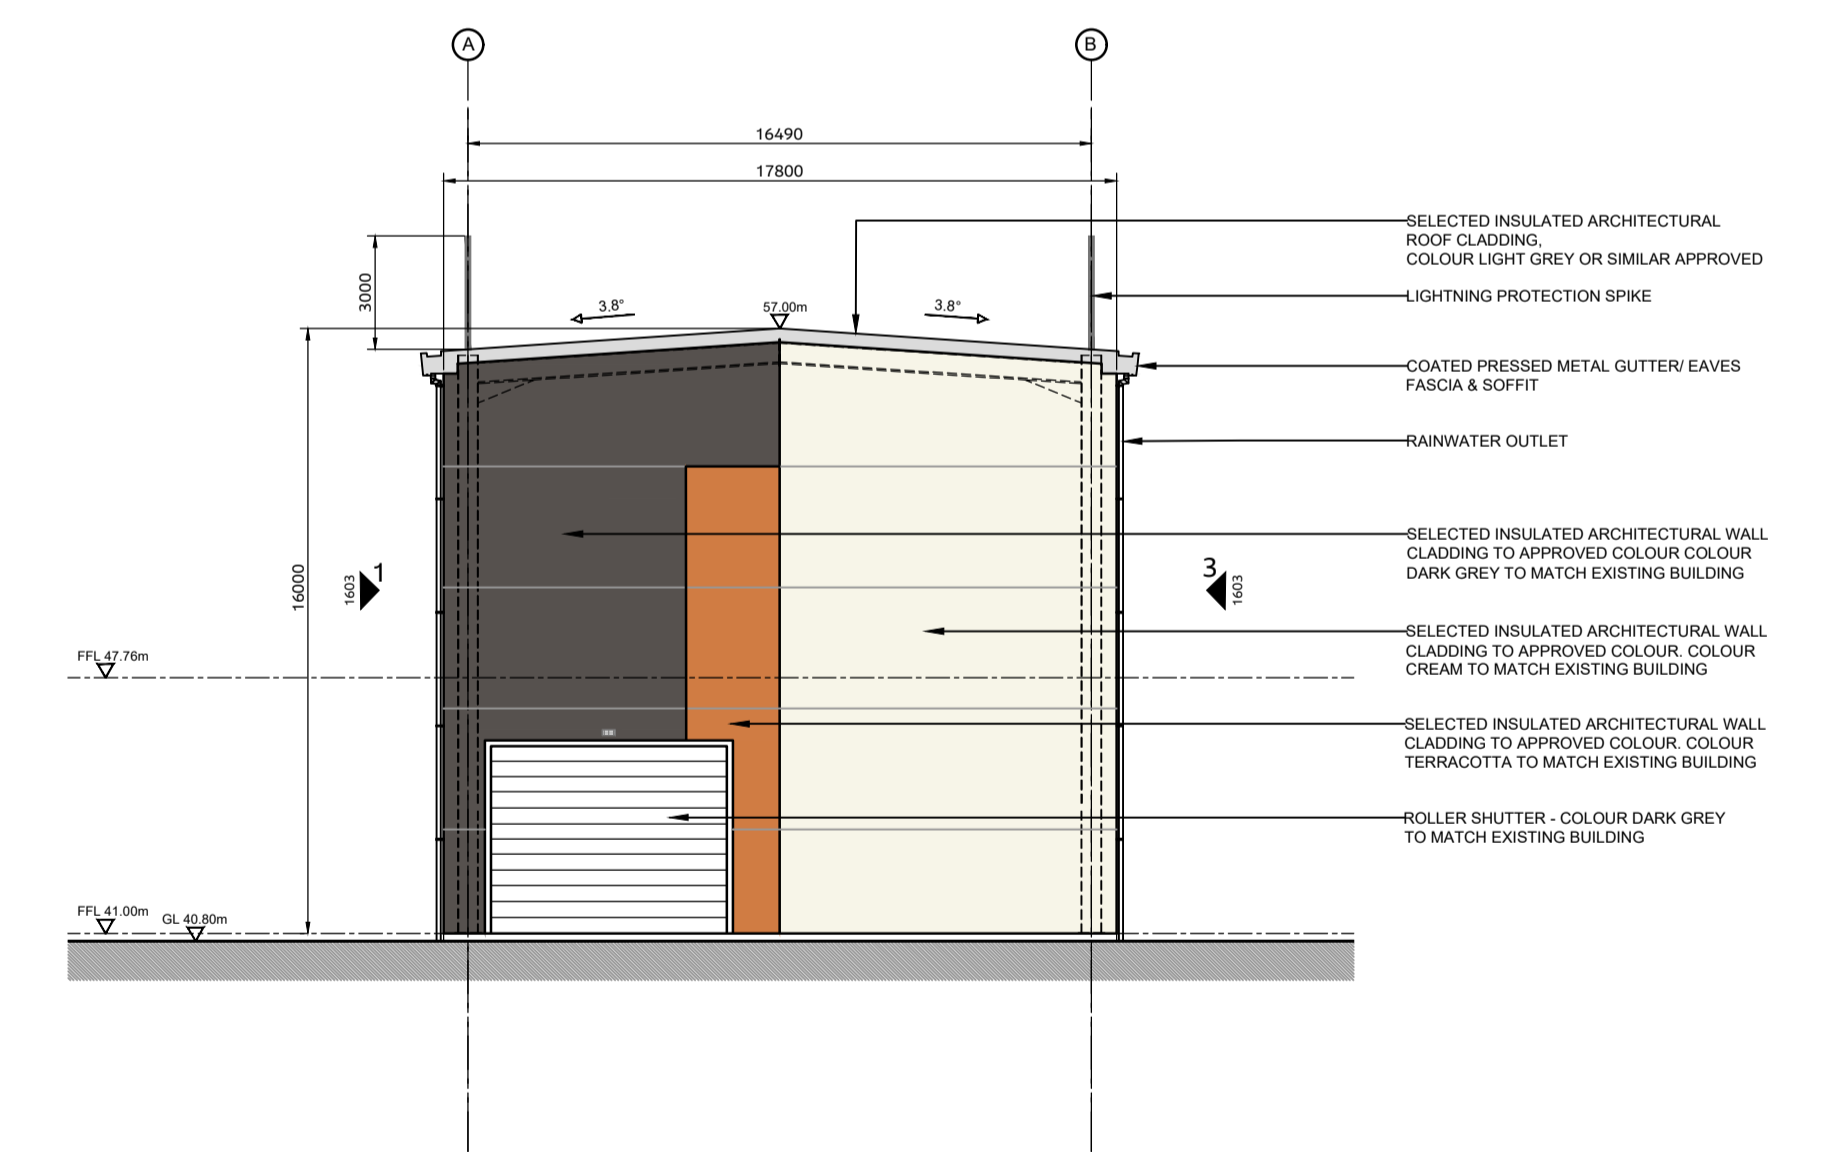 A
B
16490
17800
SELECTED INSULATED ARCHITECTURAL
ROOF CLADDING,
COLOUR LIGHT GREY OR SIMILAR APPROVED
3000
3.8°
57.00m
3.8°
LIGHTNING PROTECTION SPIKE
COATED PRESSED METAL GUTTER/ EAVES
FASCIA & SOFFIT
RAINWATER OUTLET
SELECTED INSULATED ARCHITECTURAL WALL
CLADDING TO APPROVED COLOUR COLOUR
DARK GREY TO MATCH EXISTING BUILDING
16000
1603
1
3
1603
SELECTED INSULATED ARCHITECTURAL WALL
CLADDING TO APPROVED COLOUR. COLOUR
CREAM TO MATCH EXISTING BUILDING
FFL 47.76m
SELECTED INSULATED ARCHITECTURAL WALL
CLADDING TO APPROVED COLOUR. COLOUR
TERRACOTTA TO MATCH EXISTING BUILDING
ROLLER SHUTTER - COLOUR DARK GREY
TO MATCH EXISTING BUILDING
FFL 41.00m
GL 40.80m